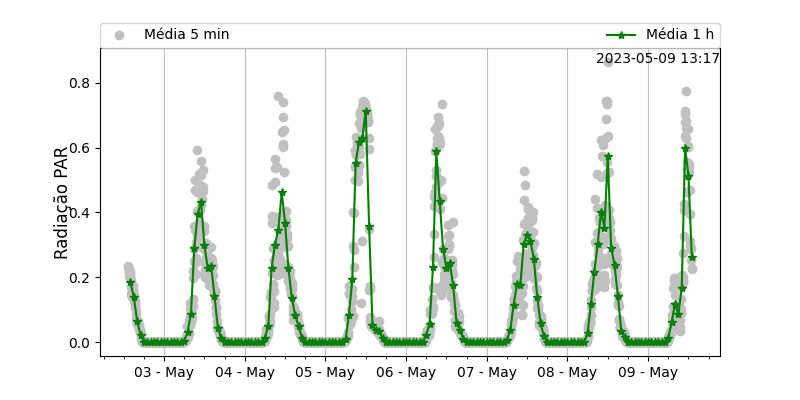 Média 5 min
Média 1 h
2023-05-09 13:17
Radiação PAR
0.8
0.6
0.4
0.2
0.0
03 - May
04 - May
05 - May
06 - May
07 - May
08 - May
09 - May